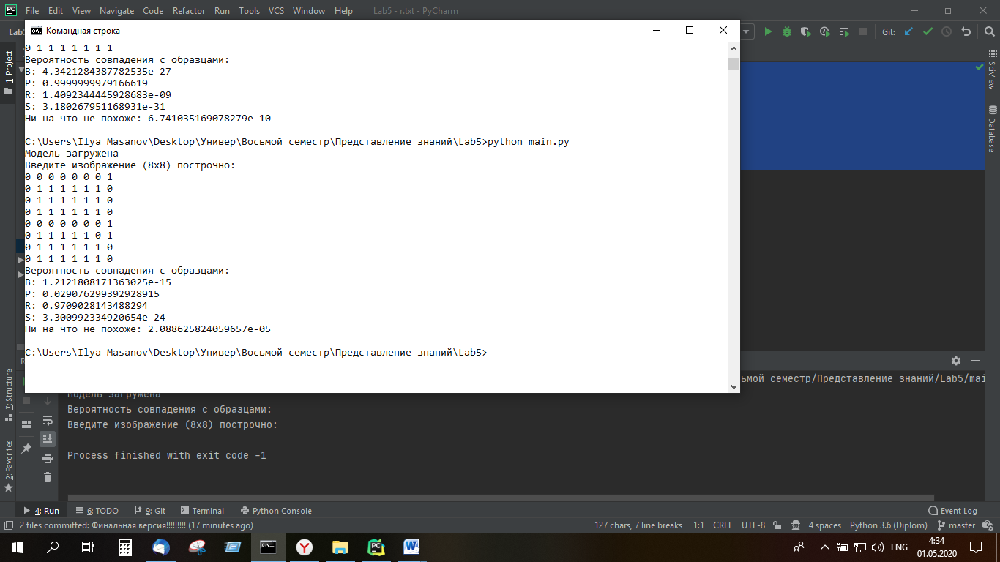 File Edit View Navigate Code Refactor Run Tools VCS Window Help Lab5 - r.txt - PyCharm
Lab5
Git:
Командная строка
0 1 1 1 1 1 1 1
Вероятность совпадения с образцами:
B: 4.3421284387782535e-27
P: 0.9999999979166619
R: 1.4092344445928683e-09
S: 3.180267951168931e-31
Ни на что не похоже: 6.741035169078279e-10
C:\Users\Ilya Masanov\Desktop\Универ\Восьмой семестр\Представление знаний\Lab5>python main.py
Модель загружена
Введите изображение (8x8) построчно:
0 0 0 0 0 0 0 1
0 1 1 1 1 1 1 0
0 1 1 1 1 1 1 0
0 1 1 1 1 1 1 0
0 0 0 0 0 0 0 1
0 1 1 1 1 1 0 1
0 1 1 1 1 1 1 0
0 1 1 1 1 1 1 0
Вероятность совпадения с образцами:
B: 1.2121808171363025e-15
P: 0.029076299392928915
R: 0.9709028143488294
S: 3.300992334920654e-24
Ни на что не похоже: 2.088625824059657e-05
C:\Users\Ilya Masanov\Desktop\Универ\Восьмой семестр\Представление знаний\Lab5>
1: Project
SciView
Database
7: Structure
2: Favorites
ьмой семестр/Представление знаний/Lab5/mai
Модель загружена
Вероятность совпадения с образцами:
Введите изображение (8x8) построчно:
Process finished with exit code -1
4: Run 6: TODO 9: Git Terminal Python Console Event Log
2 files committed: Финальная версия!!!!!!!!! (17 minutes ago) 127 chars, 7 line breaks 1:1 CRLF UTF-8 4 spaces Python 3.6 (Diplom) master
ENG
4:34
01.05.2020